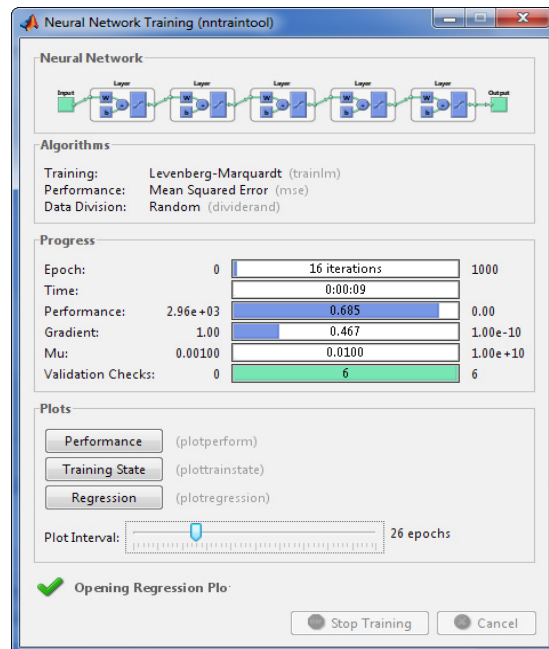 Neural Network Training (nntraintool)
Neural Network
Layer Layer Layer Layer Layer
Input Output
W W W W W
b b b b b
Algorithms
Training: Levenberg-Marquardt (trainlm)
Performance: Mean Squared Error (mse)
Data Division: Random (dividerand)
Progress
Epoch: 0 16 iterations 1000
Time: 0:00:09
Performance: 2.96e+03 0.685 0.00
Gradient: 1.00 0.467 1.00e-10
Mu: 0.00100 0.0100 1.00e+10
Validation Checks: 0 6 6
Plots
Performance (plotperform)
Training State (plottrainstate)
Regression (plotregression)
Plot Interval: 26 epochs
Opening Regression Plo
Stop Training Cancel